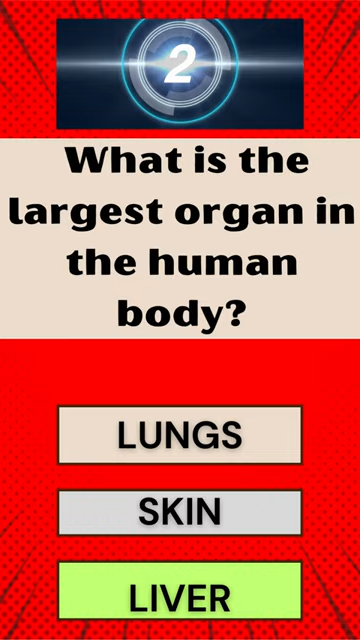 2
What is the
largest organ in
the human
body?
LUNGS
SKIN
LIVER